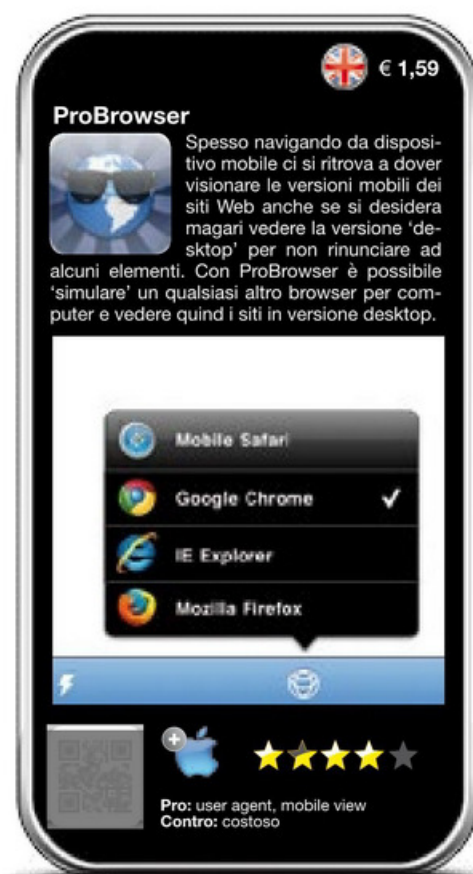 € 1,59
ProBrowser
Spesso navigando da disposi-
tivo mobile ci si ritrova a dover
visionare le versioni mobili dei
siti Web anche se si desidera
magari vedere la versione ‘de-
sktop’ per non rinunciare ad
alcuni elementi. Con ProBrowser è possibile
‘simulare’ un qualsiasi altro browser per com-
puter e vedere quind i siti in versione desktop.
Mobile Safari
Google Chrome
IE Explorer
Mozilla Firefox
Pro: user agent, mobile view
Contro: costoso